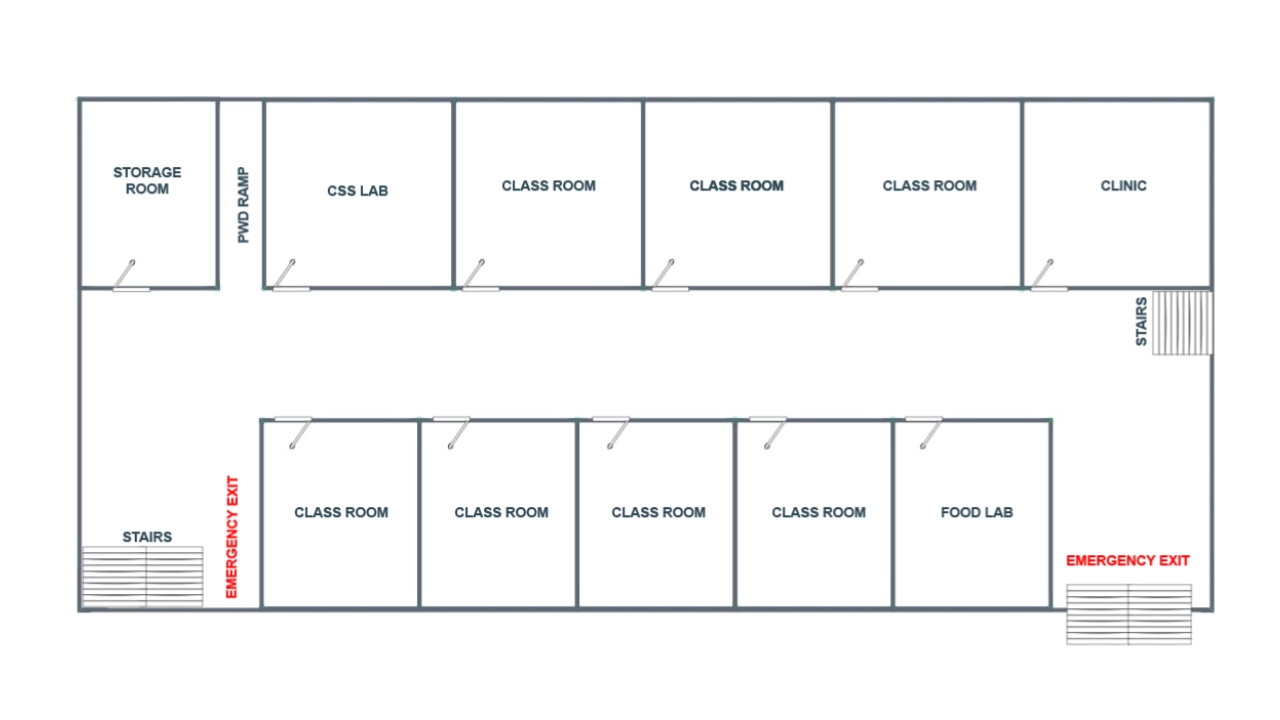 STORAGE
ROOM
PWD RAMP
CSS LAB
CLASS ROOM
CLASS ROOM
CLASS ROOM
CLINIC
STAIRS
CLASS ROOM
CLASS ROOM
CLASS ROOM
CLASS ROOM
FOOD LAB
EMERGENCY EXIT
STAIRS
EMERGENCY EXIT